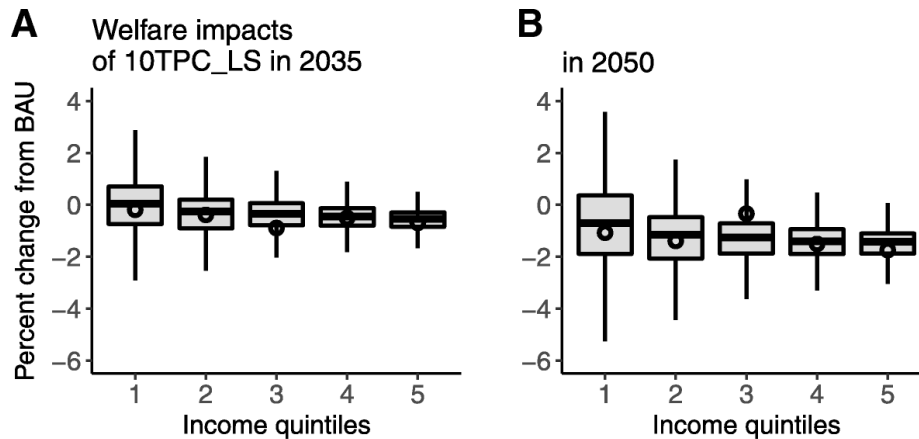 A
Welfare impacts
of 10TPC_LS in 2035
Percent change from BAU
4
2
0
−2
−4
−6
1 2 3 4 5
Income quintiles
B
in 2050
4
2
0
−2
−4
−6
1 2 3 4 5
Income quintiles